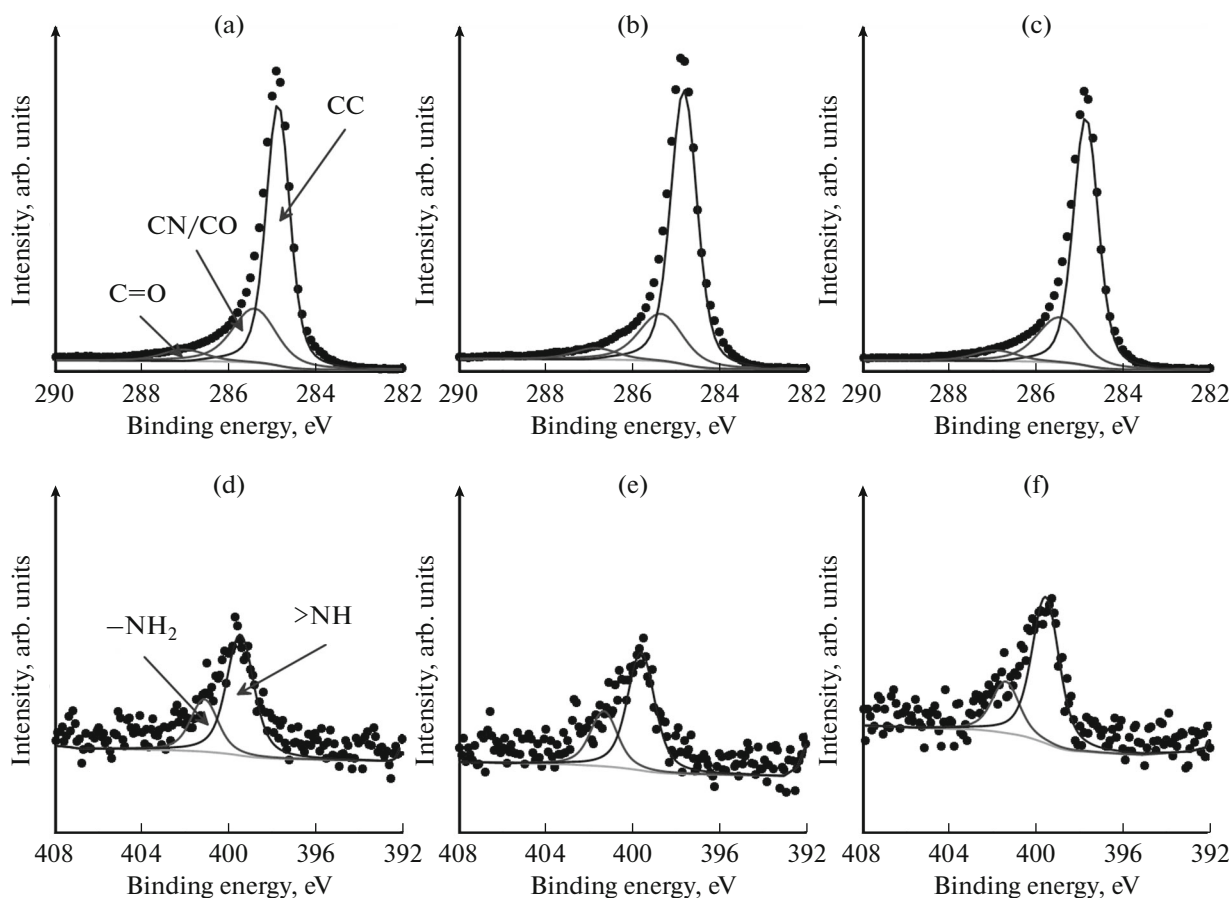 (a) (b) (c)
Intensity, arb. units
CC
CN/CO
C=O
290 288 286 284 282
Binding energy, eV
Intensity, arb. units
290 288 286 284 282
Binding energy, eV
Intensity, arb. units
290 288 286 284 282
Binding energy, eV
(d) (e) (f)
Intensity, arb. units
–NH₂
>NH
408 404 400 396 392
Binding energy, eV
Intensity, arb. units
408 404 400 396 392
Binding energy, eV
Intensity, arb. units
408 404 400 396 392
Binding energy, eV